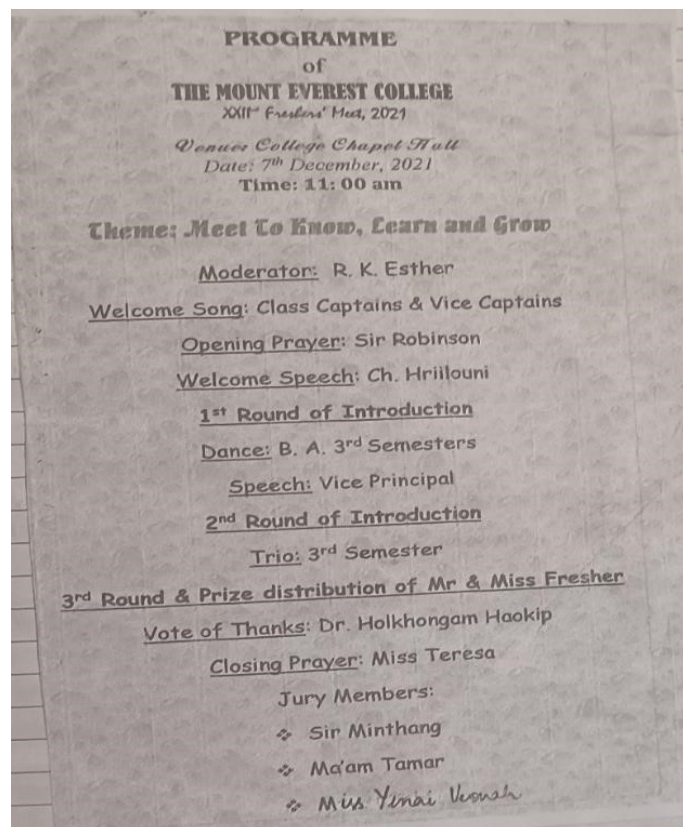 PROGRAMME
of
THE MOUNT EVEREST COLLEGE
XXIInd Freshers' Meet, 2021
Venue: College Chapel Hall
Date: 7th December, 2021
Time: 11: 00 am
Theme: Meet To Know, Learn and Grow
Moderator: R. K. Esther
Welcome Song: Class Captains & Vice Captains
Opening Prayer: Sir Robinson
Welcome Speech: Ch. Hriilouni
1st Round of Introduction
Dance: B. A. 3rd Semesters
Speech: Vice Principal
2nd Round of Introduction
Trio: 3rd Semester
3rd Round & Prize distribution of Mr & Miss Fresher
Vote of Thanks: Dr. Holkhongam Haokip
Closing Prayer: Miss Teresa
Jury Members:
❖ Sir Minthang
❖ Ma'am Tamar
❖ Miss Yinai